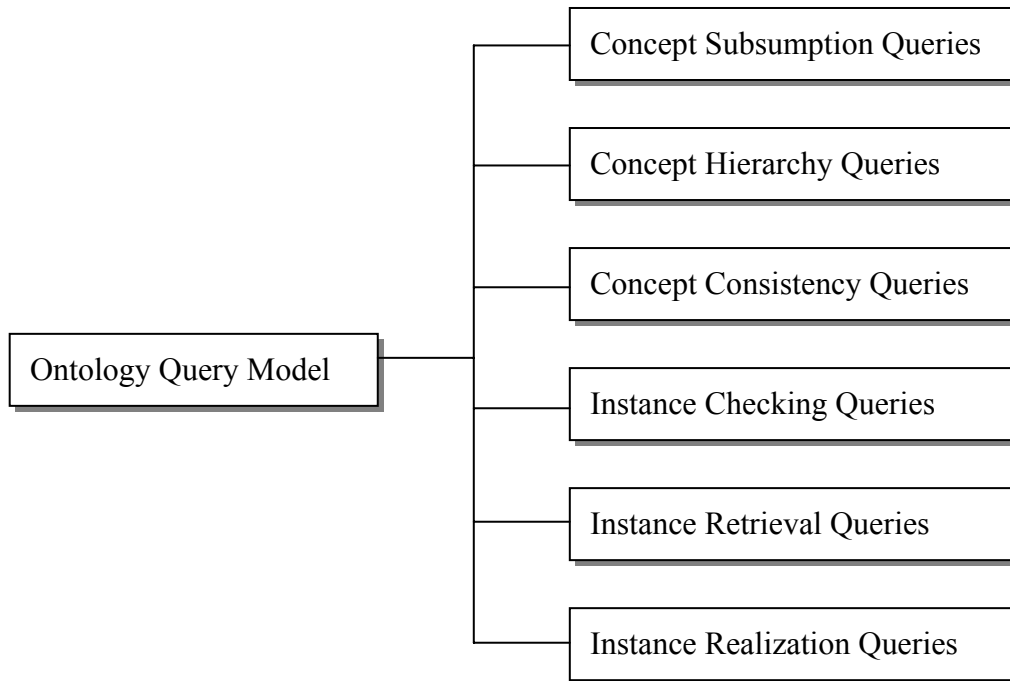 Ontology Query Model
Concept Subsumption Queries
Concept Hierarchy Queries
Concept Consistency Queries
Instance Checking Queries
Instance Retrieval Queries
Instance Realization Queries